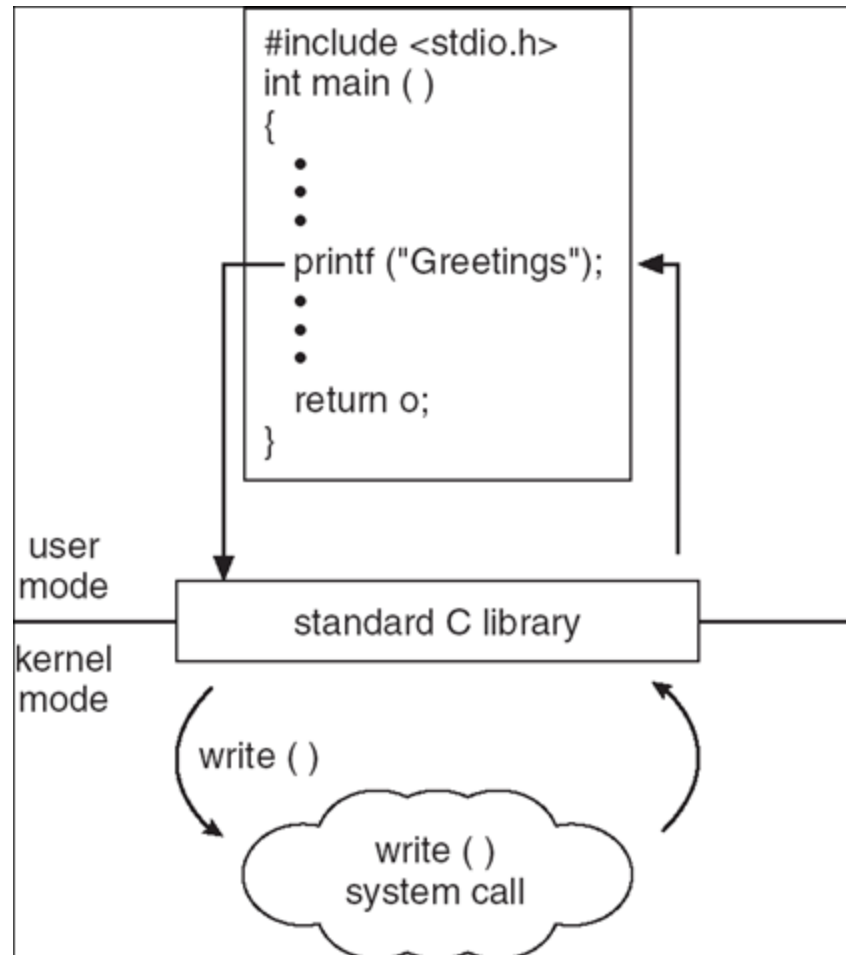 #include <stdio.h>
int main ( )
{
•
•
•
printf ("Greetings");
•
•
•
return o;
}
user
mode
standard C library
kernel
mode
write ( )
write ( )
system call